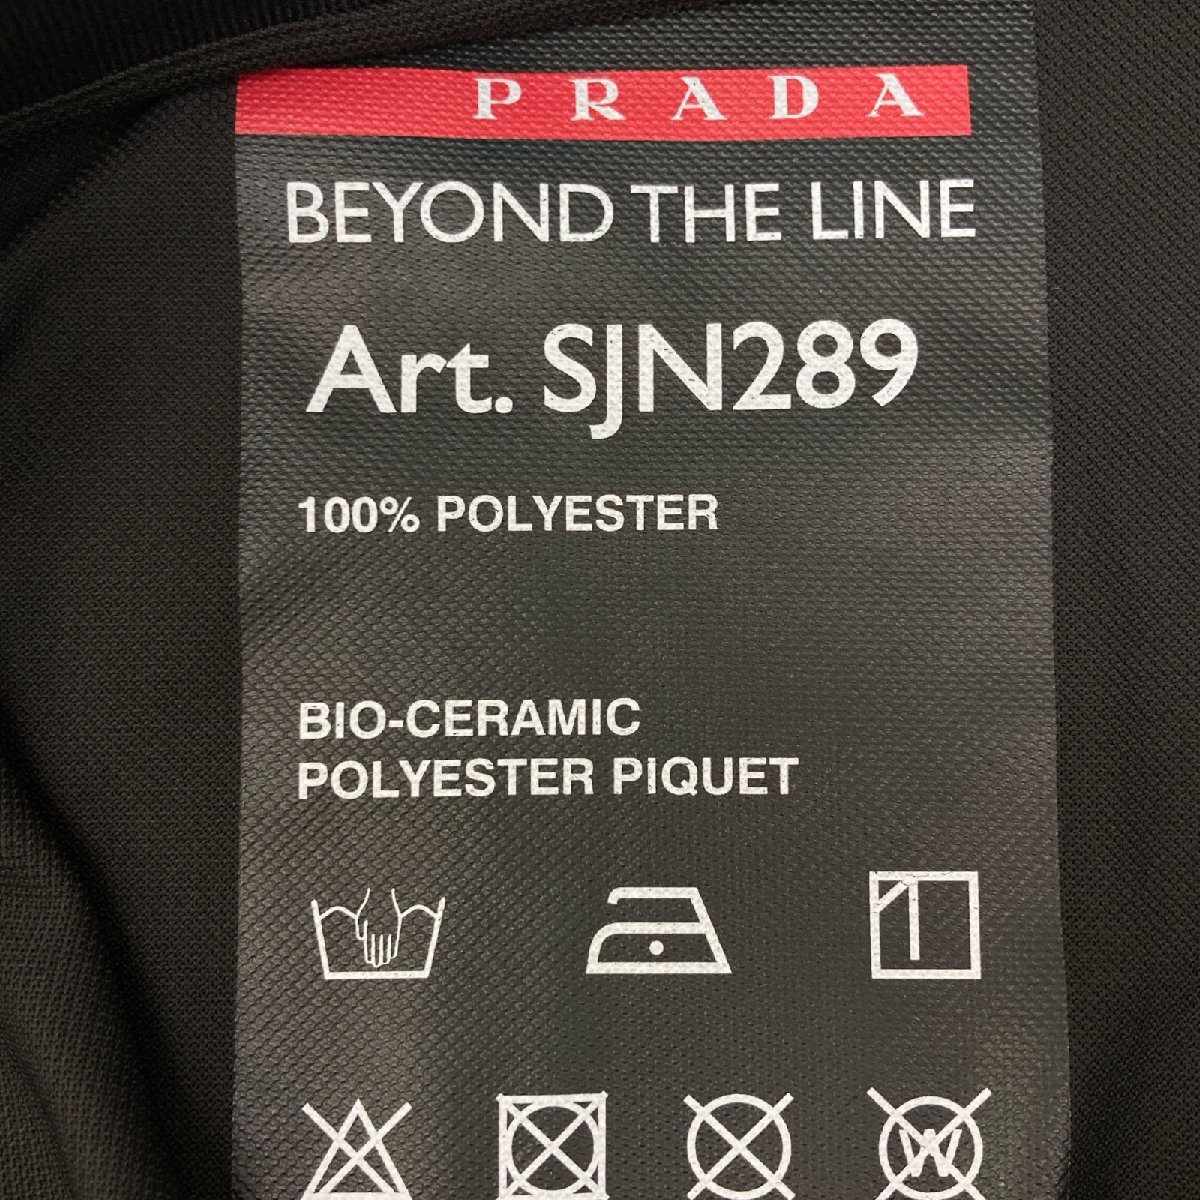 PRADA
BEYOND THE LINE
Art. SJN289
100% POLYESTER
BIO-CERAMIC
POLYESTER PIQUET
W